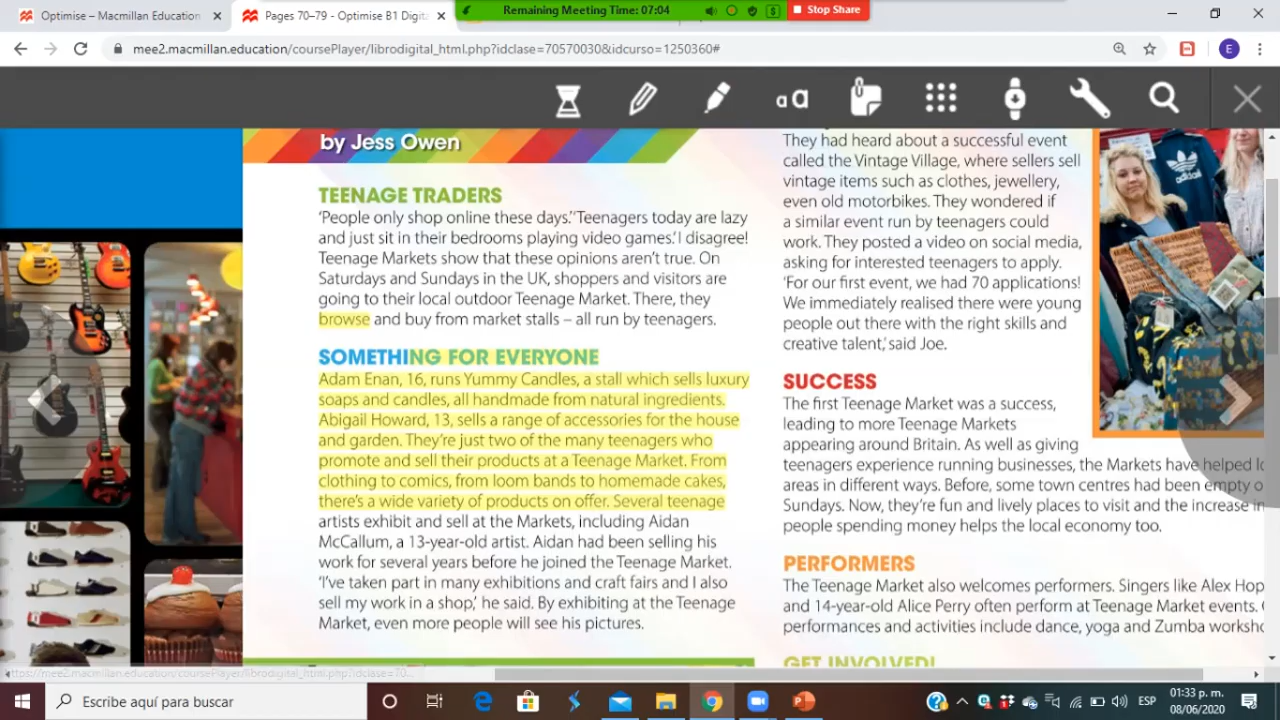 Remaining Meeting Time: 07:04
Stop Share
Optimise – Macmillan Education
Pages 70–79 – Optimise B1 Digita
mee2.macmillan.education/coursePlayer/librodigital_html.php?idclase=70570030&idcurso=1250360#
E
aa
by Jess Owen
TEENAGE TRADERS
‘People only shop online these days.’ ‘Teenagers today are lazy
and just sit in their bedrooms playing video games.’ I disagree!
Teenage Markets show that these opinions aren’t true. On
Saturdays and Sundays in the UK, shoppers and visitors are
going to their local outdoor Teenage Market. There, they
browse and buy from market stalls – all run by teenagers.
SOMETHING FOR EVERYONE
Adam Enan, 16, runs Yummy Candles, a stall which sells luxury
soaps and candles, all handmade from natural ingredients.
Abigail Howard, 13, sells a range of accessories for the house
and garden. They’re just two of the many teenagers who
promote and sell their products at a Teenage Market. From
clothing to comics, from loom bands to homemade cakes,
there’s a wide variety of products on offer. Several teenage
artists exhibit and sell at the Markets, including Aidan
McCallum, a 13-year-old artist. Aidan had been selling his
work for several years before he joined the Teenage Market.
‘I’ve taken part in many exhibitions and craft fairs and I also
sell my work in a shop,’ he said. By exhibiting at the Teenage
Market, even more people will see his pictures.
They had heard about a successful event
called the Vintage Village, where sellers sell
vintage items such as clothes, jewellery,
even old motorbikes. They wondered if
a similar event run by teenagers could
work. They posted a video on social media,
asking for interested teenagers to apply.
‘For our first event, we had 70 applications!
We immediately realised there were young
people out there with the right skills and
creative talent,’ said Joe.
adidas
SUCCESS
The first Teenage Market was a success,
leading to more Teenage Markets
appearing around Britain. As well as giving
teenagers experience running businesses, the Markets have helped lo
areas in different ways. Before, some town centres had been empty o
Sundays. Now, they’re fun and lively places to visit and the increase in
people spending money helps the local economy too.
PERFORMERS
The Teenage Market also welcomes performers. Singers like Alex Hop
and 14-year-old Alice Perry often perform at Teenage Market events.
performances and activities include dance, yoga and Zumba worksho
GET INVOLVED!
https://mee2.macmillan.education/coursePlayer/librodigital_html.php?idclase=70...
Escribe aquí para buscar
ESP
01:33 p. m.
08/06/2020